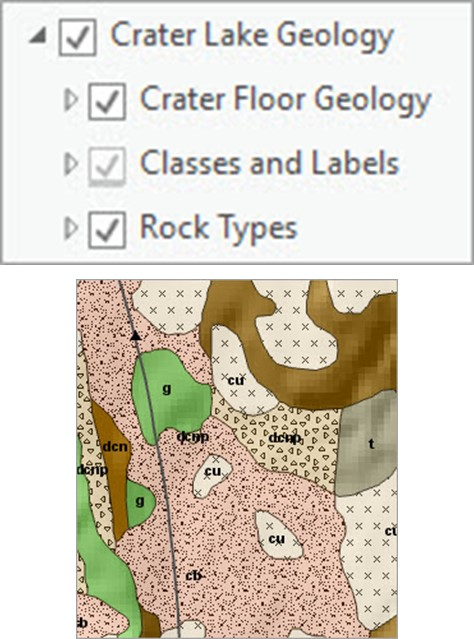 Crater Lake Geology
Crater Floor Geology
Classes and Labels
Rock Types
cu
g
dcnp
dcnp
dcn
t
dcnp
cu
g
cu
cb